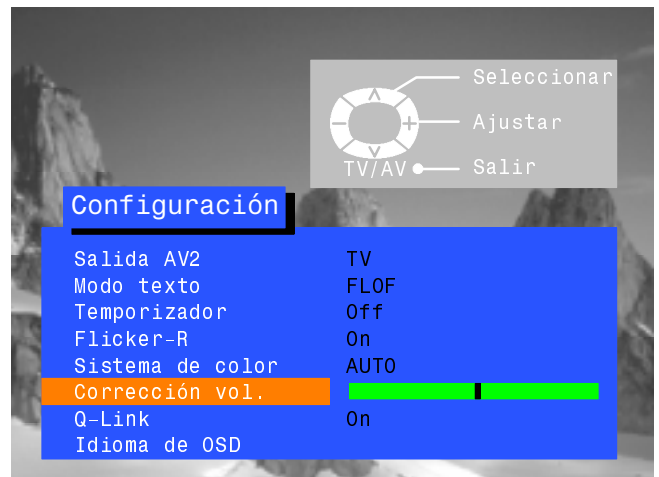 Seleccionar
Ajustar
TV/AV Salir
Configuración
Salida AV2 TV
Modo texto FLOF
Temporizador Off
Flicker-R On
Sistema de color AUTO
Corrección vol.
Q-Link On
Idioma de OSD